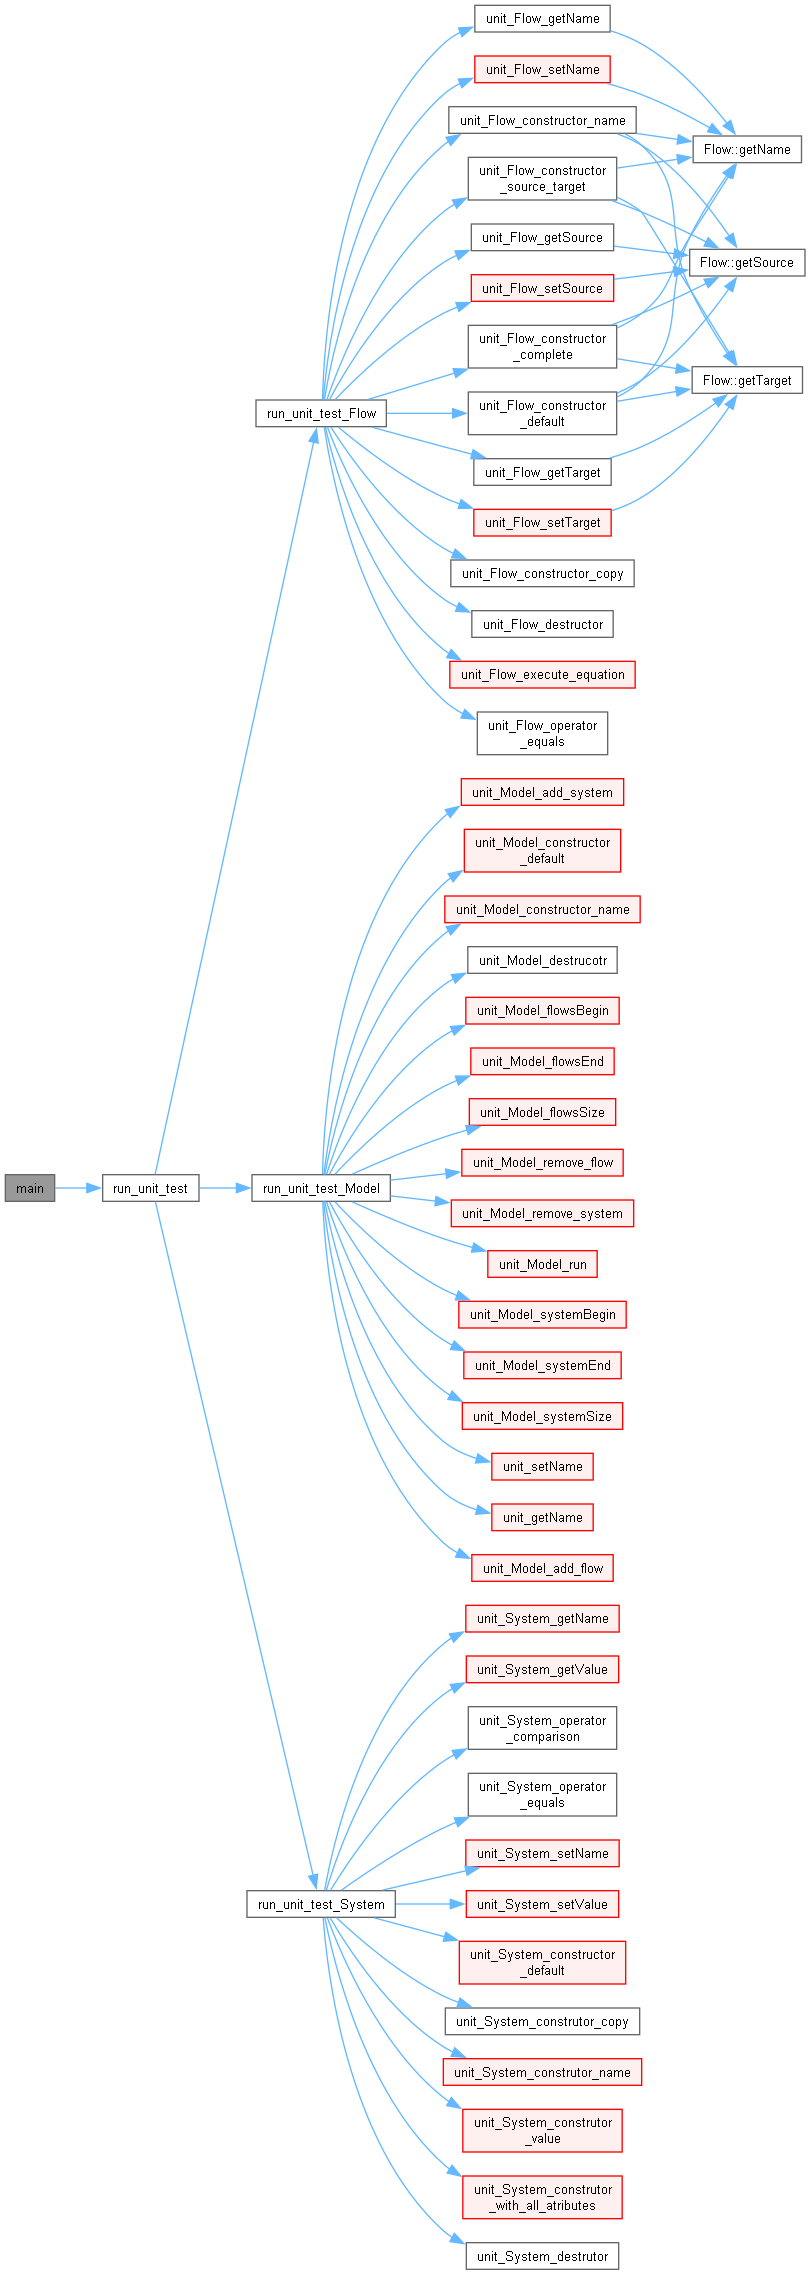 main
run_unit_test
run_unit_test_Flow
run_unit_test_Model
run_unit_test_System
unit_Flow_getName
unit_Flow_setName
unit_Flow_constructor_name
unit_Flow_constructor
_source_target
unit_Flow_getSource
unit_Flow_setSource
unit_Flow_constructor
_complete
unit_Flow_constructor
_default
unit_Flow_getTarget
unit_Flow_setTarget
unit_Flow_constructor_copy
unit_Flow_destructor
unit_Flow_execute_equation
unit_Flow_operator
_equals
Flow::getName
Flow::getSource
Flow::getTarget
unit_Model_add_system
unit_Model_constructor
_default
unit_Model_constructor_name
unit_Model_destrucotr
unit_Model_flowsBegin
unit_Model_flowsEnd
unit_Model_flowsSize
unit_Model_remove_flow
unit_Model_remove_system
unit_Model_run
unit_Model_systemBegin
unit_Model_systemEnd
unit_Model_systemSize
unit_setName
unit_getName
unit_Model_add_flow
unit_System_getName
unit_System_getValue
unit_System_operator
_comparison
unit_System_operator
_equals
unit_System_setName
unit_System_setValue
unit_System_constructor
_default
unit_System_construtor_copy
unit_System_construtor_name
unit_System_construtor
_value
unit_System_construtor
_with_all_atributes
unit_System_destrutor